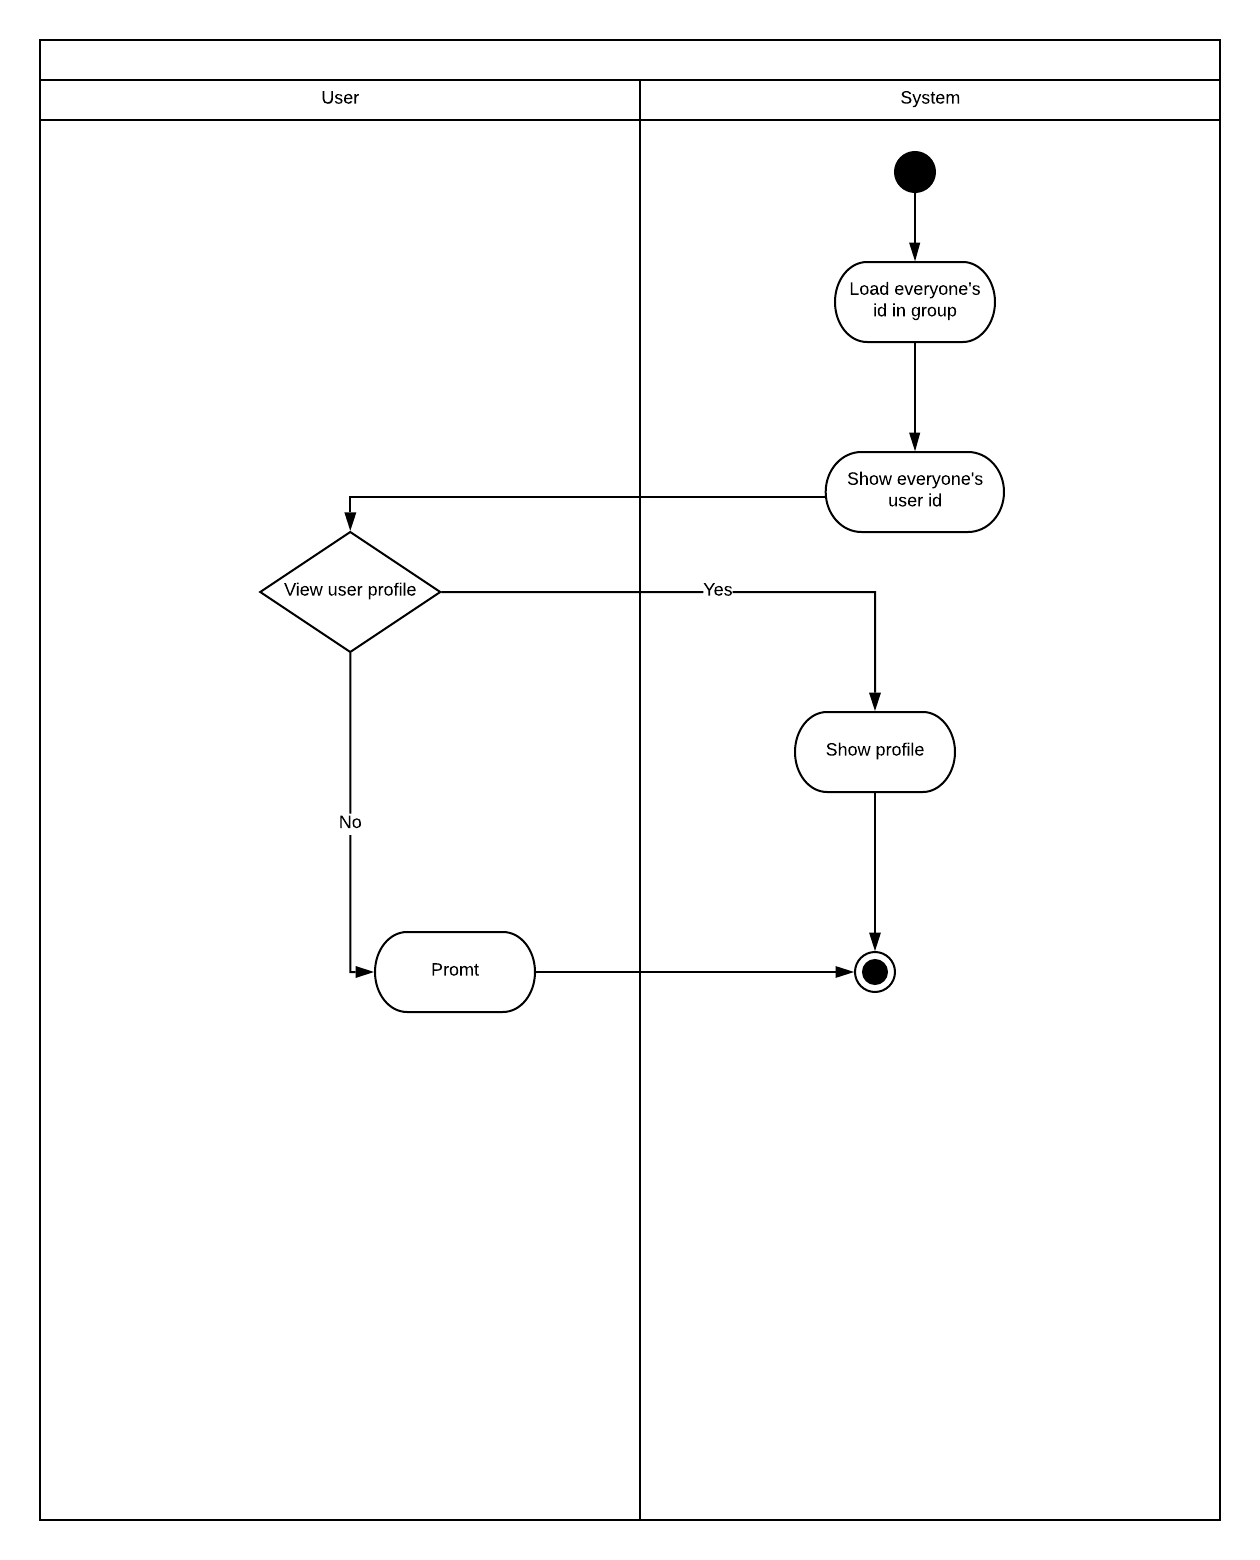 User
System
Load everyone's
id in group
Show everyone's
user id
View user profile
Yes
Show profile
No
Promt